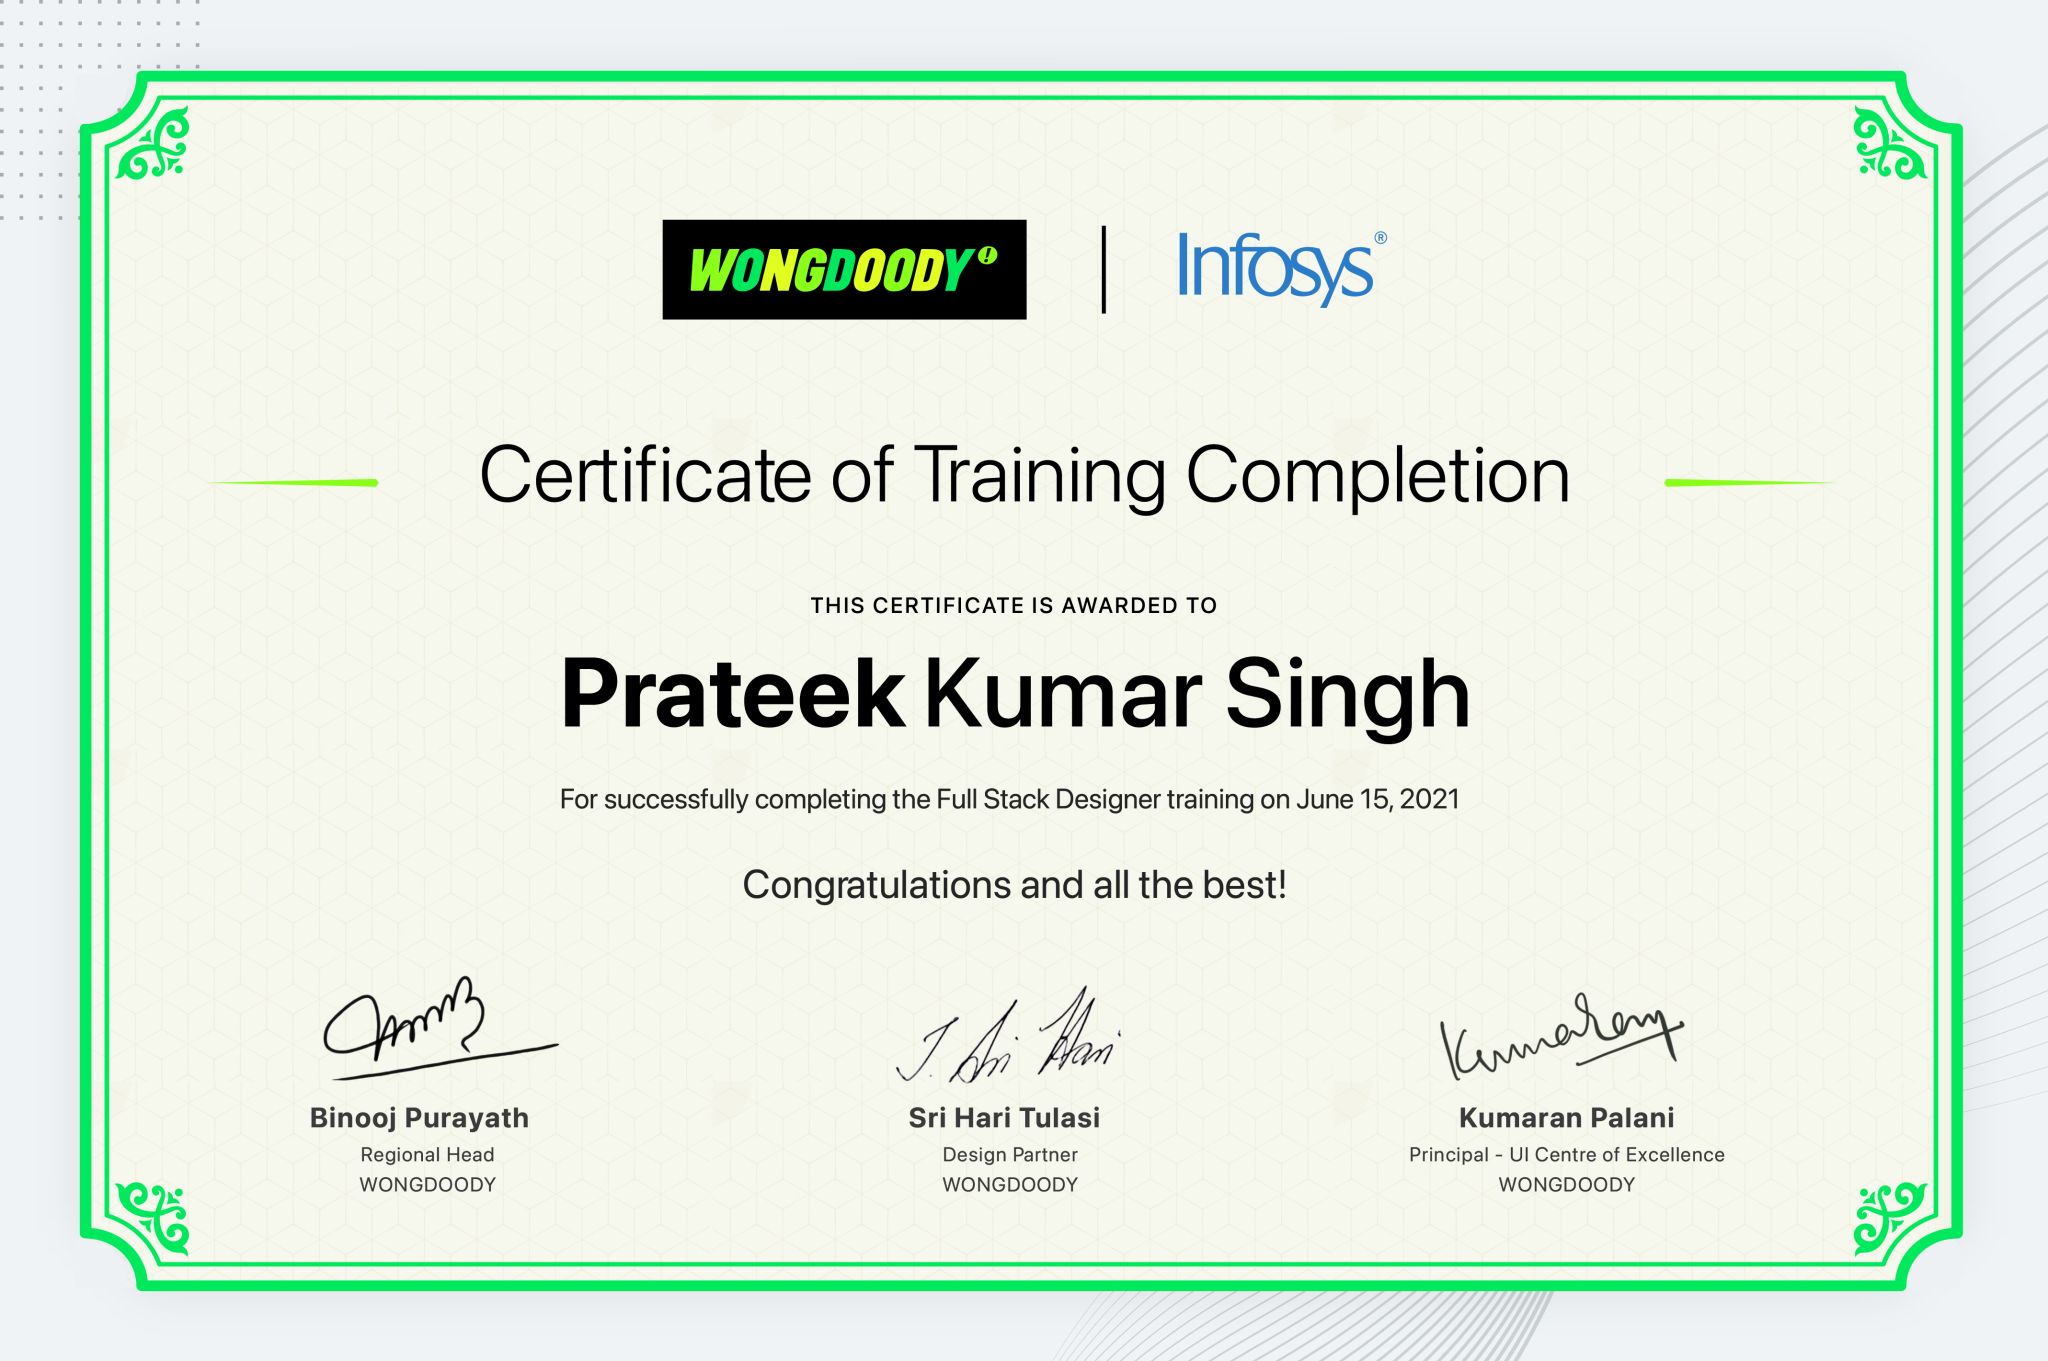 WONGDOODY!
Infosys®
Certificate of Training Completion
THIS CERTIFICATE IS AWARDED TO
Prateek Kumar Singh
For successfully completing the Full Stack Designer training on June 15, 2021
Congratulations and all the best!
T. Sri Hari
Kumaran
Binooj Purayath
Regional Head
WONGDOODY
Sri Hari Tulasi
Design Partner
WONGDOODY
Kumaran Palani
Principal - UI Centre of Excellence
WONGDOODY